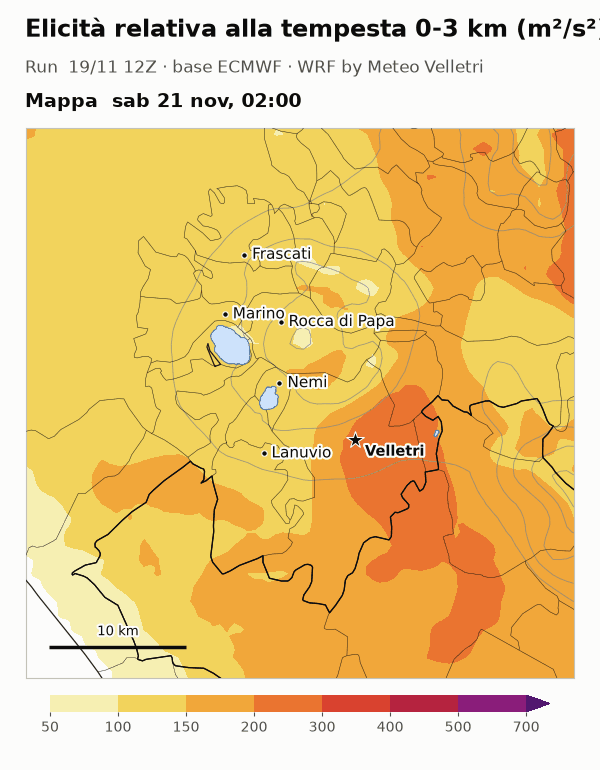 Elicità relativa alla tempesta 0-3 km (m²/s²)
Run 19/11 12Z · base ECMWF · WRF by Meteo Velletri
Mappa sab 21 nov, 02:00
Frascati
Marino
Rocca di Papa
Nemi
Velletri
Lanuvio
10 km
50 100 150 200 300 400 500 700